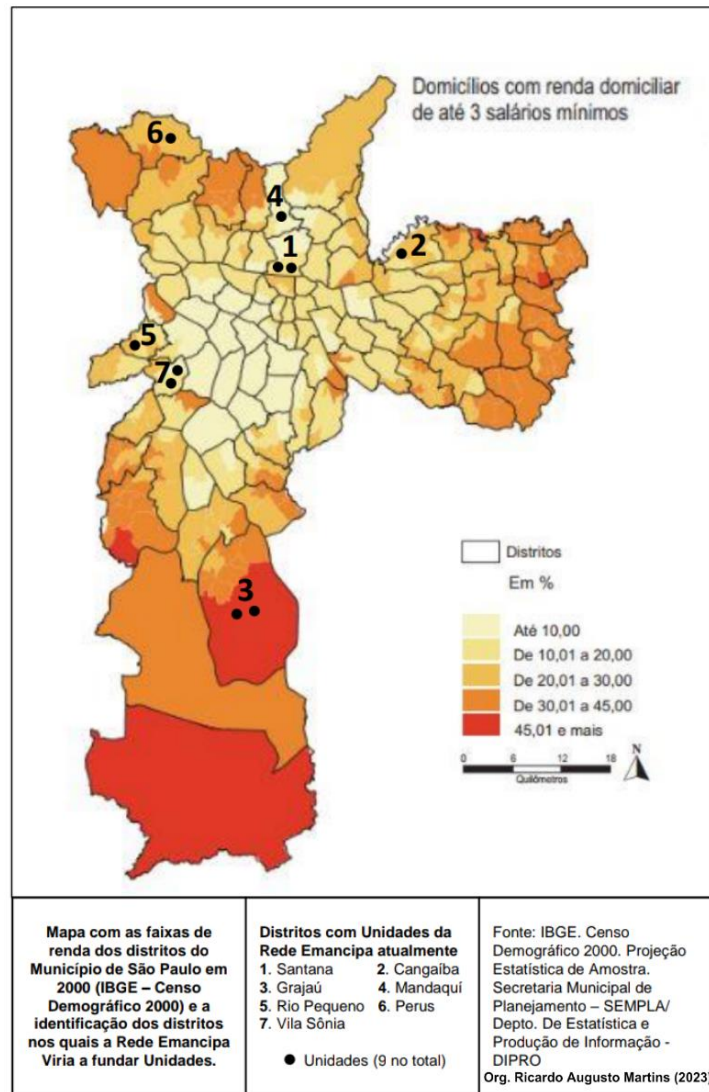 Domicílios com renda domiciliar
de até 3 salários mínimos
6
4
1
2
5
7
3
Distritos
Em %
Até 10,00
De 10,01 a 20,00
De 20,01 a 30,00
De 30,01 a 45,00
45,01 e mais
0 6 12 18
Quilômetros
N
Mapa com as faixas de
renda dos distritos do
Município de São Paulo em
2000 (IBGE – Censo
Demográfico 2000) e a
identificação dos distritos
nos quais a Rede Emancipa
Viria a fundar Unidades.
Distritos com Unidades da
Rede Emancipa atualmente
1. Santana 2. Cangaíba
3. Grajaú 4. Mandaquí
5. Rio Pequeno 6. Perus
7. Vila Sônia
● Unidades (9 no total)
Fonte: IBGE. Censo
Demográfico 2000. Projeção
Estatística de Amostra.
Secretaria Municipal de
Planejamento – SEMPLA/
Depto. De Estatística e
Produção de Informação -
DIPRO
Org. Ricardo Augusto Martins (2023)